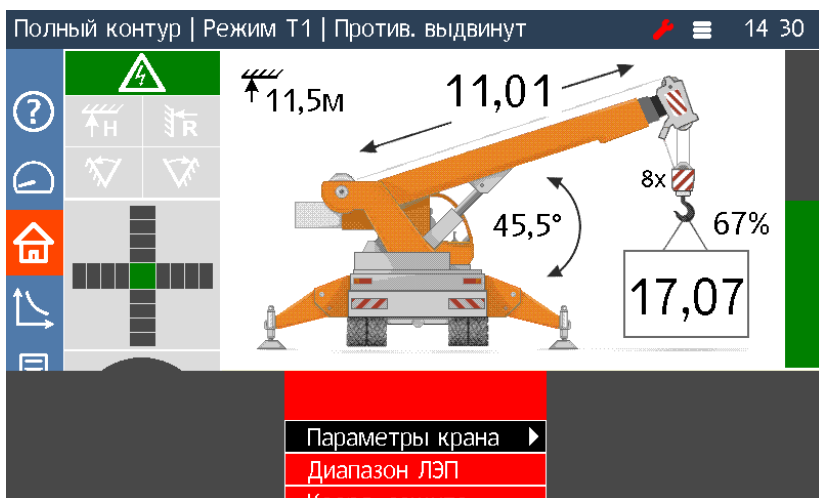 Полный контур | Режим Т1 | Против. выдвинут
14 30
?
H
R
11,5м
11,01
45,5°
8x
67%
17,07
Параметры крана
Диапазон ЛЭП